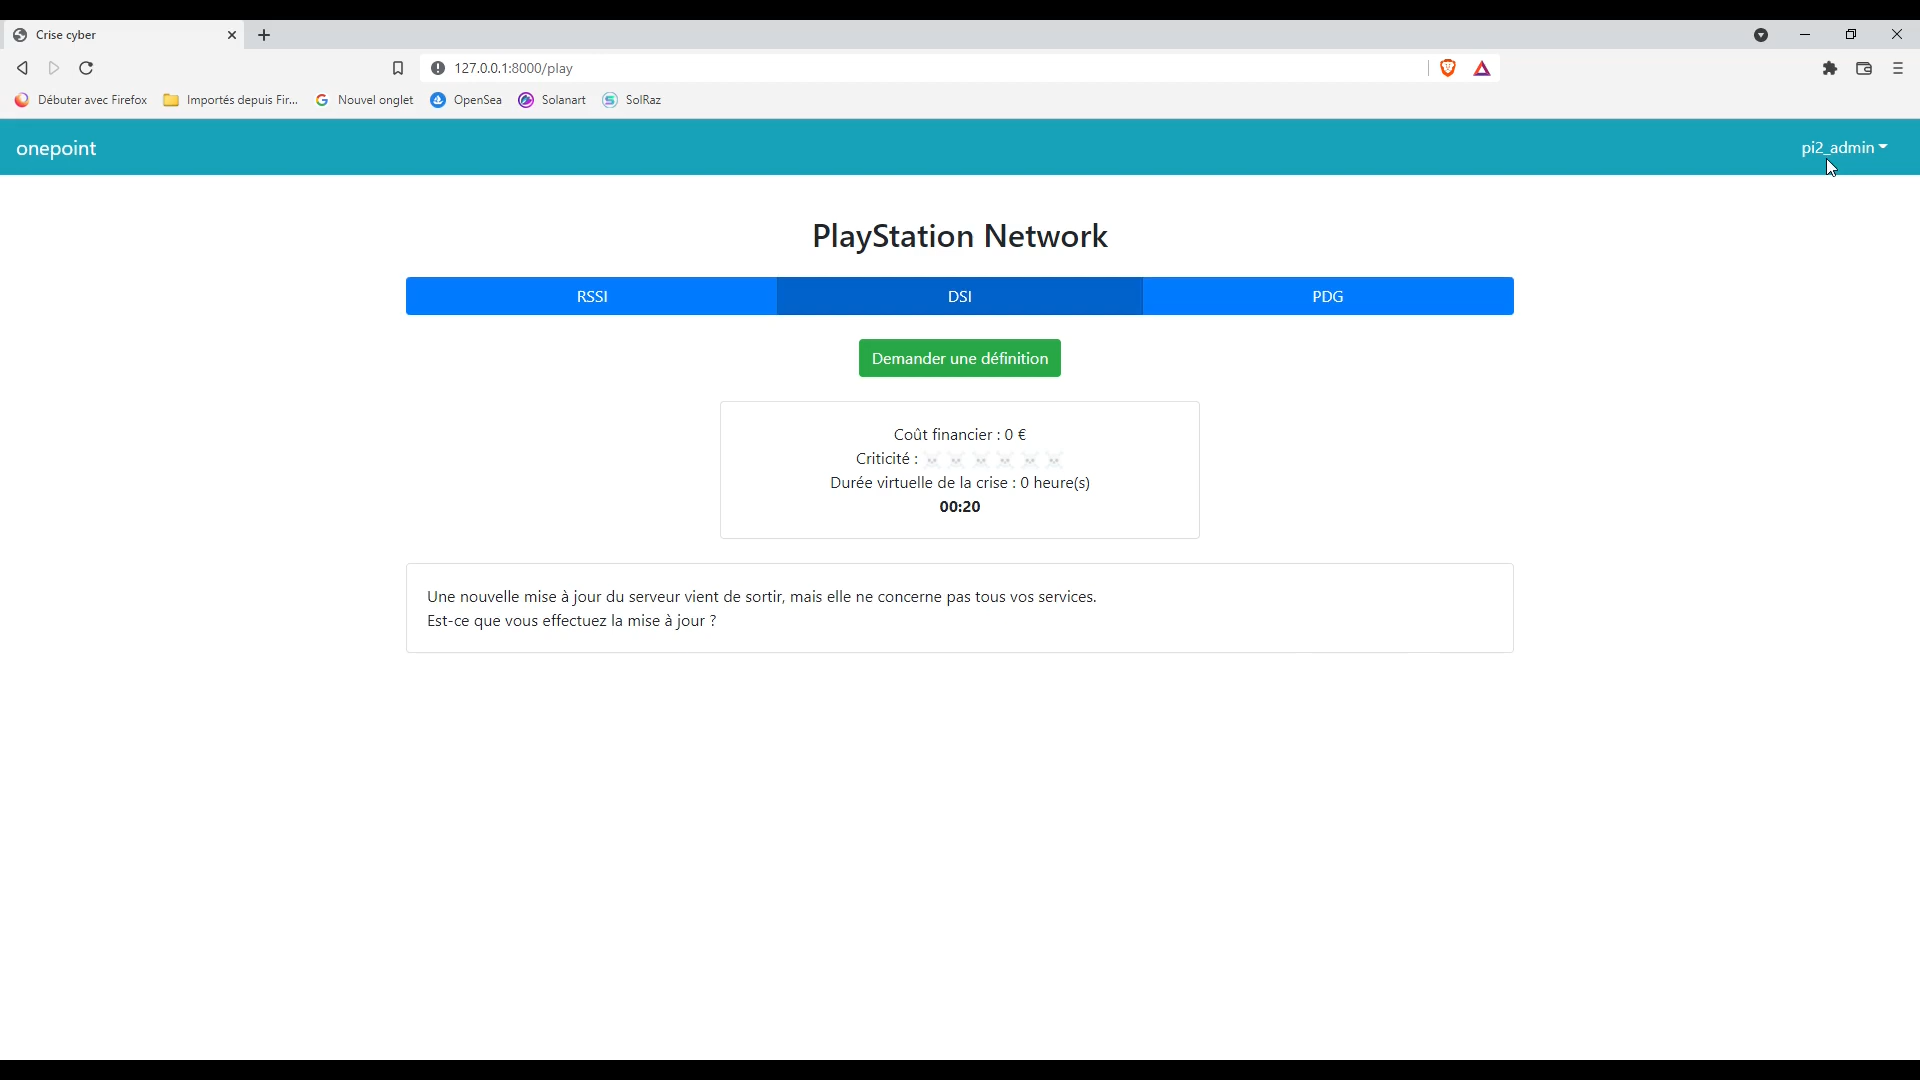 Crise cyber
127.0.0.1:8000/play
Débuter avec Firefox
Importés depuis Fir...
Nouvel onglet
OpenSea
Solanart
SolRaz
onepoint
pi2_admin
PlayStation Network
RSSI
DSI
PDG
Demander une définition
Coût financier : 0 €
Criticité :
Durée virtuelle de la crise : 0 heure(s)
00:20
Une nouvelle mise à jour du serveur vient de sortir, mais elle ne concerne pas tous vos services.
Est-ce que vous effectuez la mise à jour ?